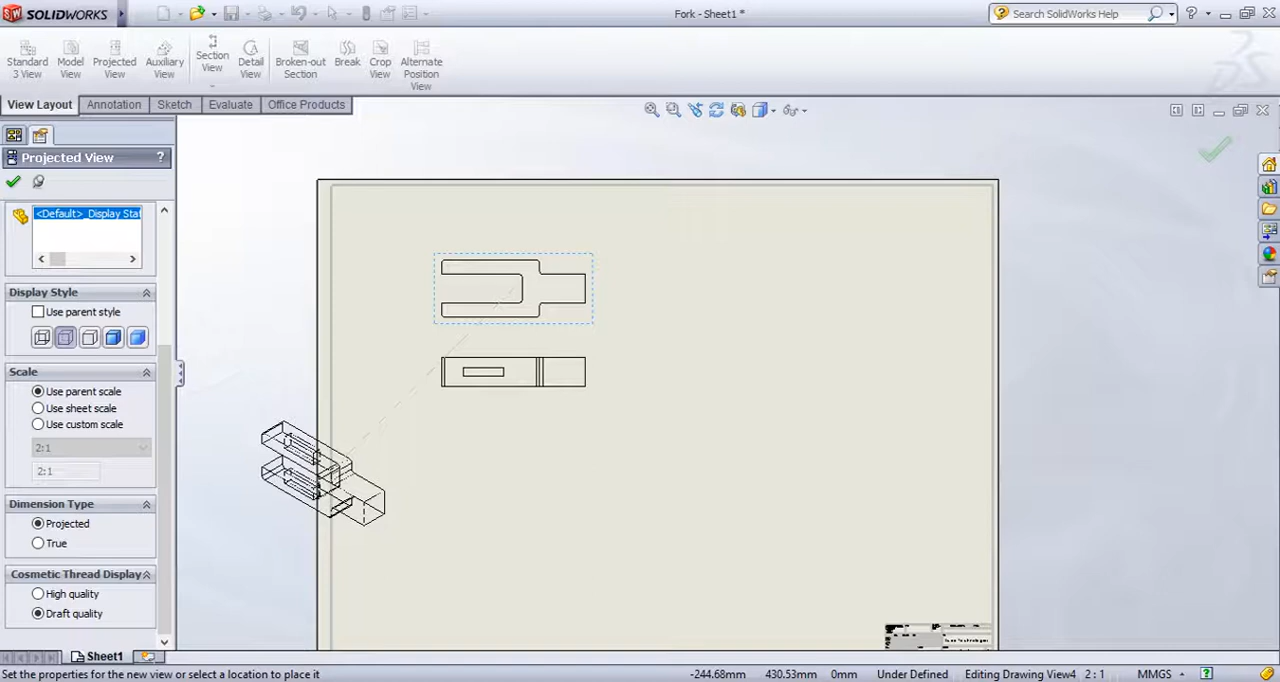 SOLIDWORKS
Fork - Sheet1 *
Search SolidWorks Help
Standard 3 View
Model View
Projected View
Auxiliary View
Section View
Detail View
Broken-out Section
Break
Crop View
Alternate Position View
View Layout
Annotation
Sketch
Evaluate
Office Products
Projected View
?
<Default>_Display Stat
Display Style
Use parent style
Scale
Use parent scale
Use sheet scale
Use custom scale
2:1
2:1
Dimension Type
Projected
True
Cosmetic Thread Display
High quality
Draft quality
Sheet1
Set the properties for the new view or select a location to place it
-244.68mm
430.53mm
0mm
Under Defined
Editing Drawing View4
2 : 1
MMGS
?